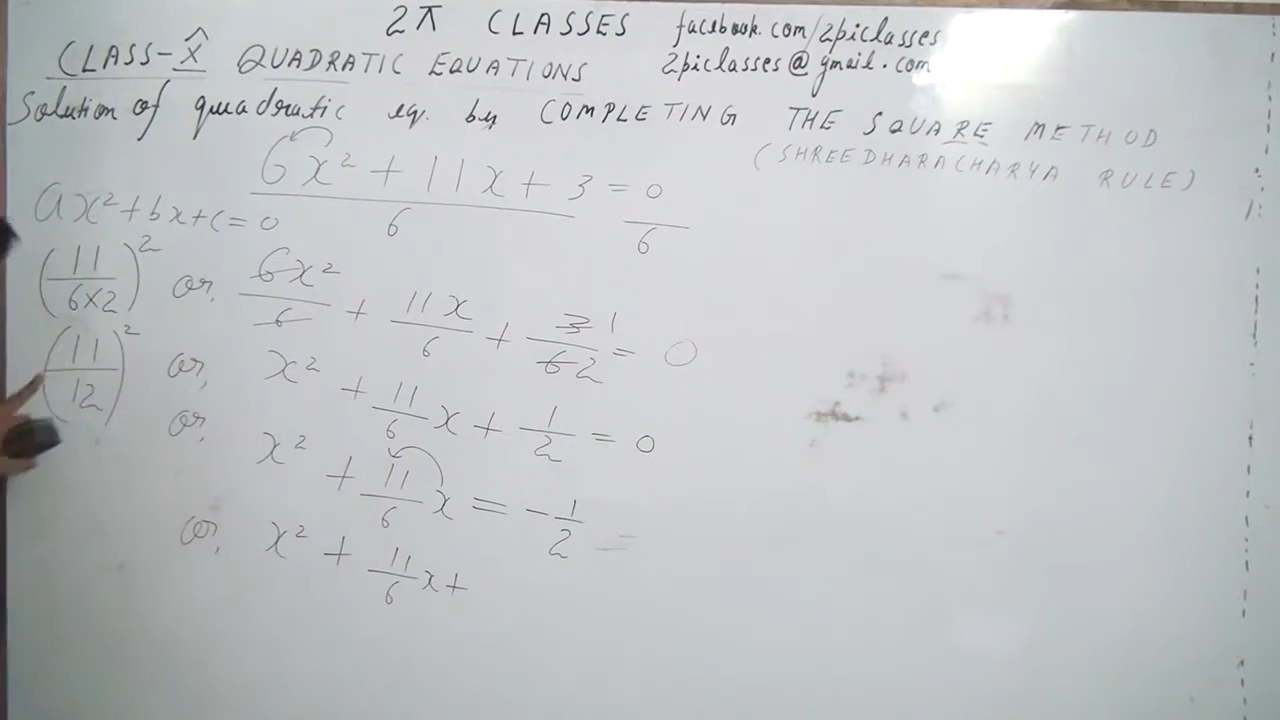 2π CLASSES facebook.com/2piclasses
CLASS-X QUADRATIC EQUATIONS 2piclasses@gmail.com
Solution of quadratic eq. by COMPLETING THE SQUARE METHOD
(SHREEDHARACHARYA RULE)
6x² + 11x + 3 = 0
6 6
ax²+bx+c=0
(11/6×2)² or, 6x²/6 + 11x/6 + 3 1/6 2 = 0
(11/12)² or, x² + 11/6 x + 1/2 = 0
or, x² + 11/6 x = -1/2
or, x² + 11/6 x +